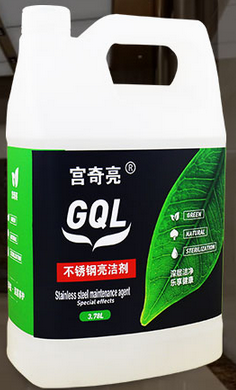 宫奇亮®
GQL
不锈钢亮洁剂
Stainless steel maintenance agent
Special effects
3.78L
GREEN
NATURAL
STERILIZATION
深层洁净
乐享健康